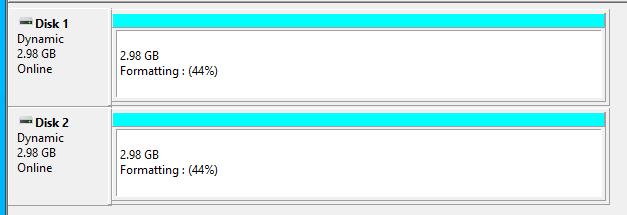 Disk 1
Dynamic
2.98 GB
Online
2.98 GB
Formatting : (44%)
Disk 2
Dynamic
2.98 GB
Online
2.98 GB
Formatting : (44%)